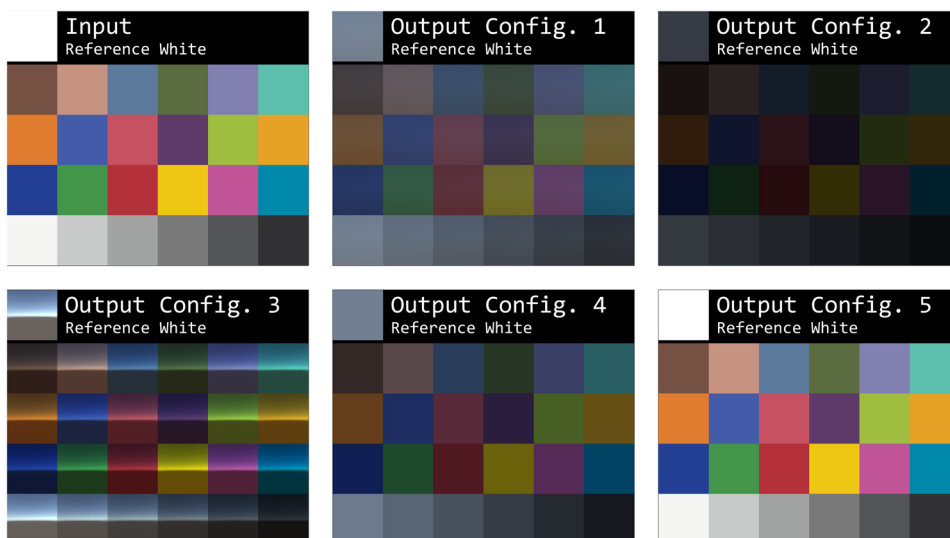 Input
Reference White
Output Config. 1
Reference White
Output Config. 2
Reference White
Output Config. 3
Reference White
Output Config. 4
Reference White
Output Config. 5
Reference White